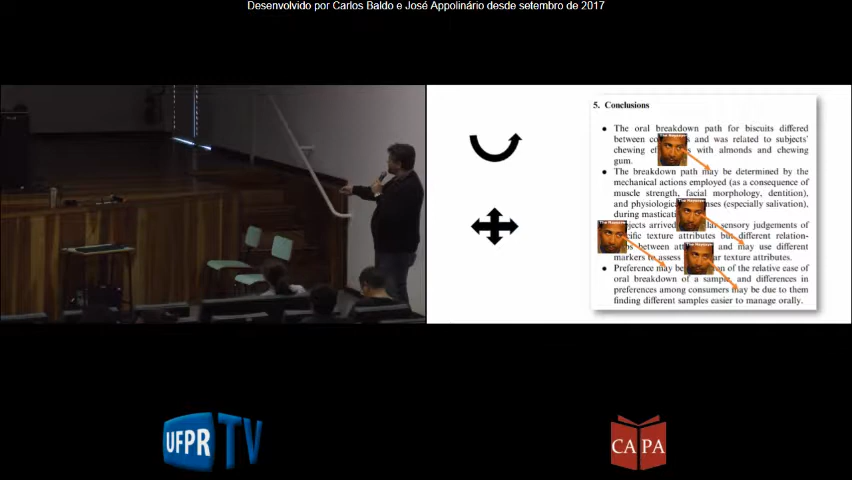 Desenvolvido por Carlos Baldo e José Appolinário desde setembro de 2017
5. Conclusions
The oral breakdown path for biscuits differed
between and was related to subjects'
chewing with almonds and chewing
gum.
The breakdown path may be determined by the
mechanical actions employed (as a consequence of
muscle strength, facial morphology, dentition),
and physiological (especially salivation),
during
arrived sensory judgements of
texture attributes but different relation-
between and may use different
markers to assess texture attributes.
Preference may be of the relative ease of
oral breakdown of a sample, and differences in
preferences among consumers may be due to them
finding different samples easier to manage orally.
UFPR TV
CAPA